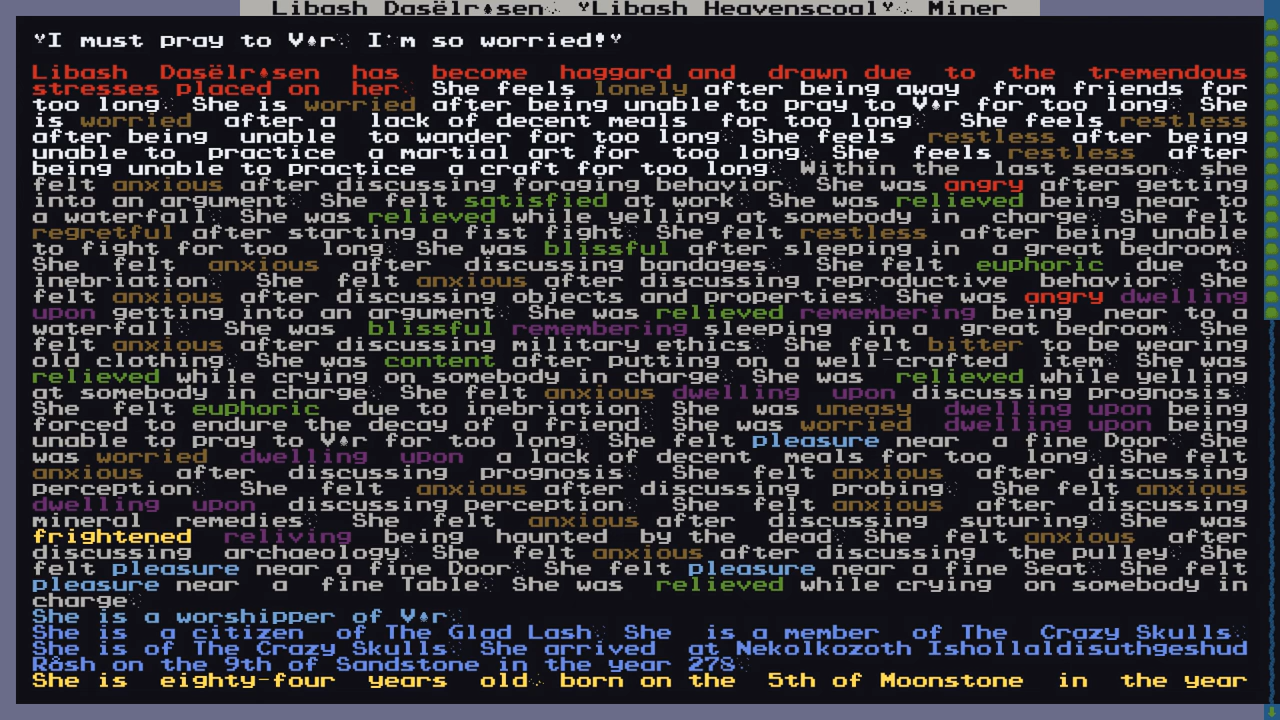 Libash Dasëlr♠sen, "Libash Heavenscoal", Miner
"I must pray to V♠r. I'm so worried!"
Libash Dasëlr♠sen has become haggard and drawn due to the tremendous
stresses placed on her. She feels lonely after being away from friends for
too long. She is worried after being unable to pray to V♠r for too long. She
is worried after a lack of decent meals for too long. She feels restless
after being unable to wander for too long. She feels restless after being
unable to practice a martial art for too long. She feels restless after
being unable to practice a craft for too long. Within the last season, she
felt anxious after discussing foraging behavior. She was angry after getting
into an argument. She felt satisfied at work. She was relieved being near to
a waterfall. She was relieved while yelling at somebody in charge. She felt
regretful after starting a fist fight. She felt restless after being unable
to fight for too long. She was blissful after sleeping in a great bedroom.
She felt anxious after discussing bandages. She felt euphoric due to
inebriation. She felt anxious after discussing reproductive behavior. She
felt anxious after discussing objects and properties. She was angry dwelling
upon getting into an argument. She was relieved remembering being near to a
waterfall. She was blissful remembering sleeping in a great bedroom. She
felt anxious after discussing military ethics. She felt bitter to be wearing
old clothing. She was content after putting on a well-crafted item. She was
relieved while crying on somebody in charge. She was relieved while yelling
at somebody in charge. She felt anxious dwelling upon discussing prognosis.
She felt euphoric due to inebriation. She was uneasy dwelling upon being
forced to endure the decay of a friend. She was worried dwelling upon being
unable to pray to V♠r for too long. She felt pleasure near a fine Door. She
was worried dwelling upon a lack of decent meals for too long. She felt
anxious after discussing prognosis. She felt anxious after discussing
perception. She felt anxious after discussing probing. She felt anxious
dwelling upon discussing perception. She felt anxious after discussing
mineral remedies. She felt anxious after discussing suturing. She was
frightened reliving being haunted by the dead. She felt anxious after
discussing archaeology. She felt anxious after discussing the pulley. She
felt pleasure near a fine Door. She felt pleasure near a fine Seat. She felt
pleasure near a fine Table. She was relieved while crying on somebody in
charge.
She is a worshipper of V♠r.
She is a citizen of The Glad Lash. She is a member of The Crazy Skulls.
She is of The Crazy Skulls. She arrived at Nekolkozoth Ishollaldisuthgeshud
Rôsh on the 9th of Sandstone in the year 278.
She is eighty-four years old, born on the 5th of Moonstone in the year